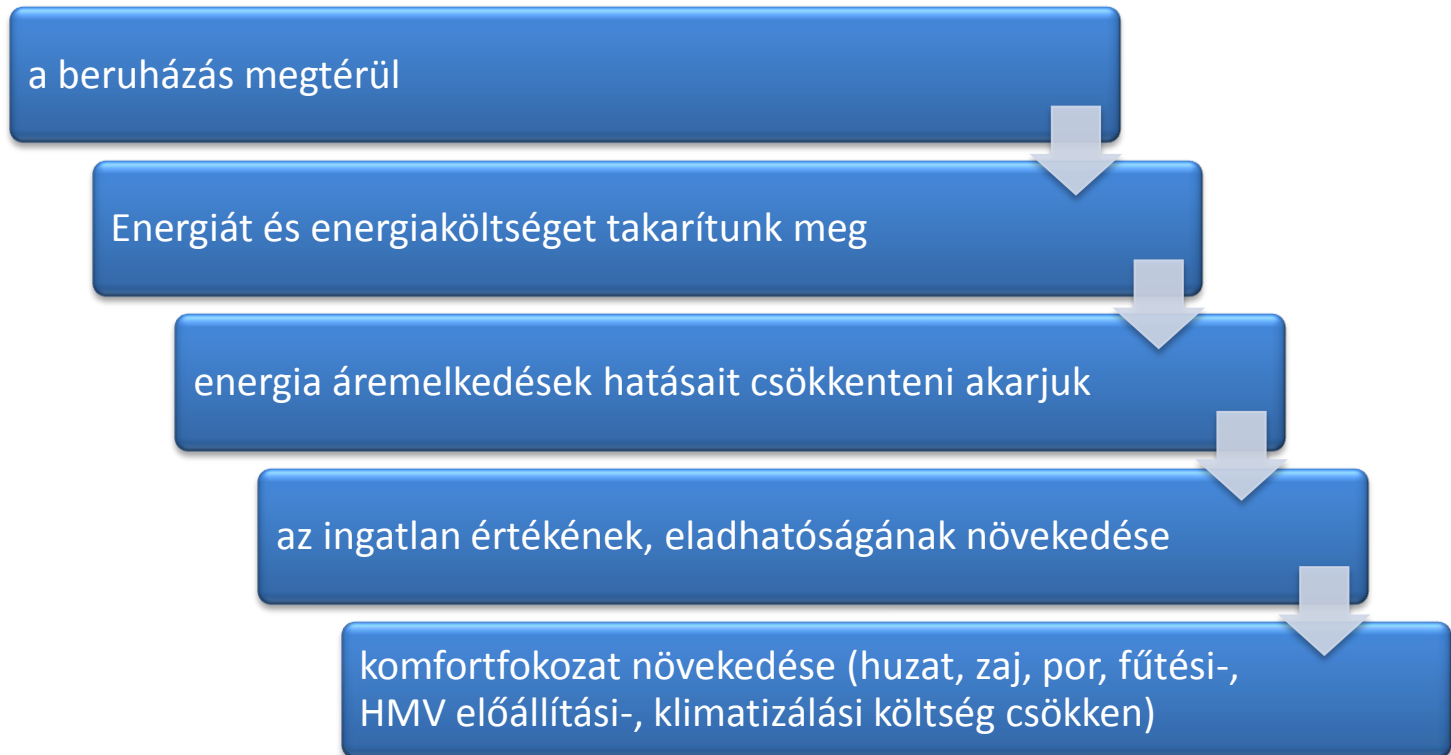 a beruházás megtérül
Energiát és energiaköltséget takarítunk meg
energia áremelkedések hatásait csökkenteni akarjuk
az ingatlan értékének, eladhatóságának növekedése
komfortfokozat növekedése (huzat, zaj, por, fűtési-,
HMV előállítási-, klimatizálási költség csökken)